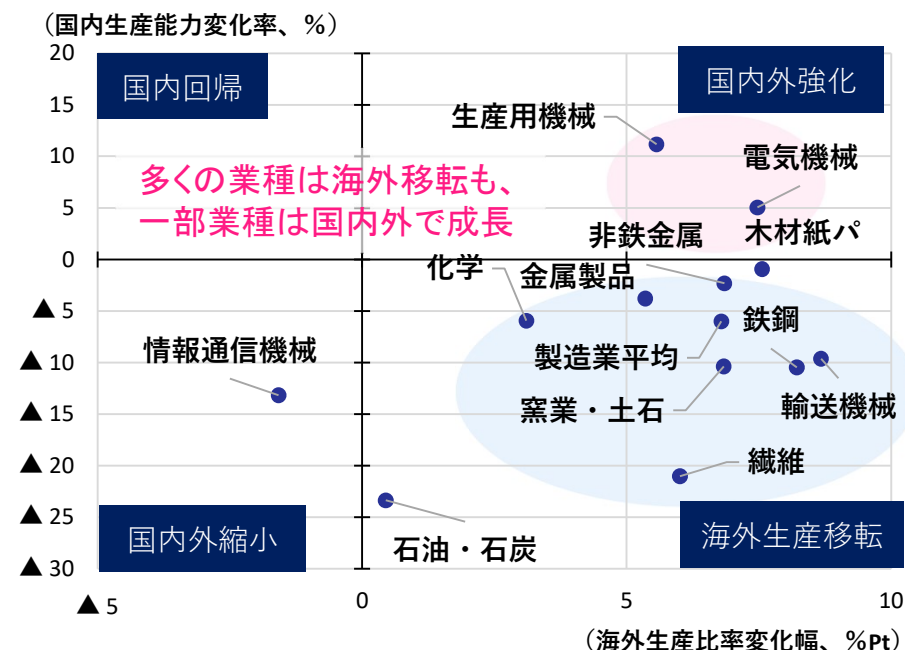 （国内生産能力変化率、％）
20
15
10
5
0
▲ 5
▲ 10
▲ 15
▲ 20
▲ 25
▲ 30
国内回帰
国内外強化
生産用機械
電気機械
多くの業種は海外移転も、
一部業種は国内外で成長
非鉄金属
木材紙パ
化学
金属製品
鉄鋼
情報通信機械
製造業平均
窯業・土石
輸送機械
繊維
国内外縮小
石油・石炭
海外生産移転
▲ 5
0
5
10
（海外生産比率変化幅、％Pt）